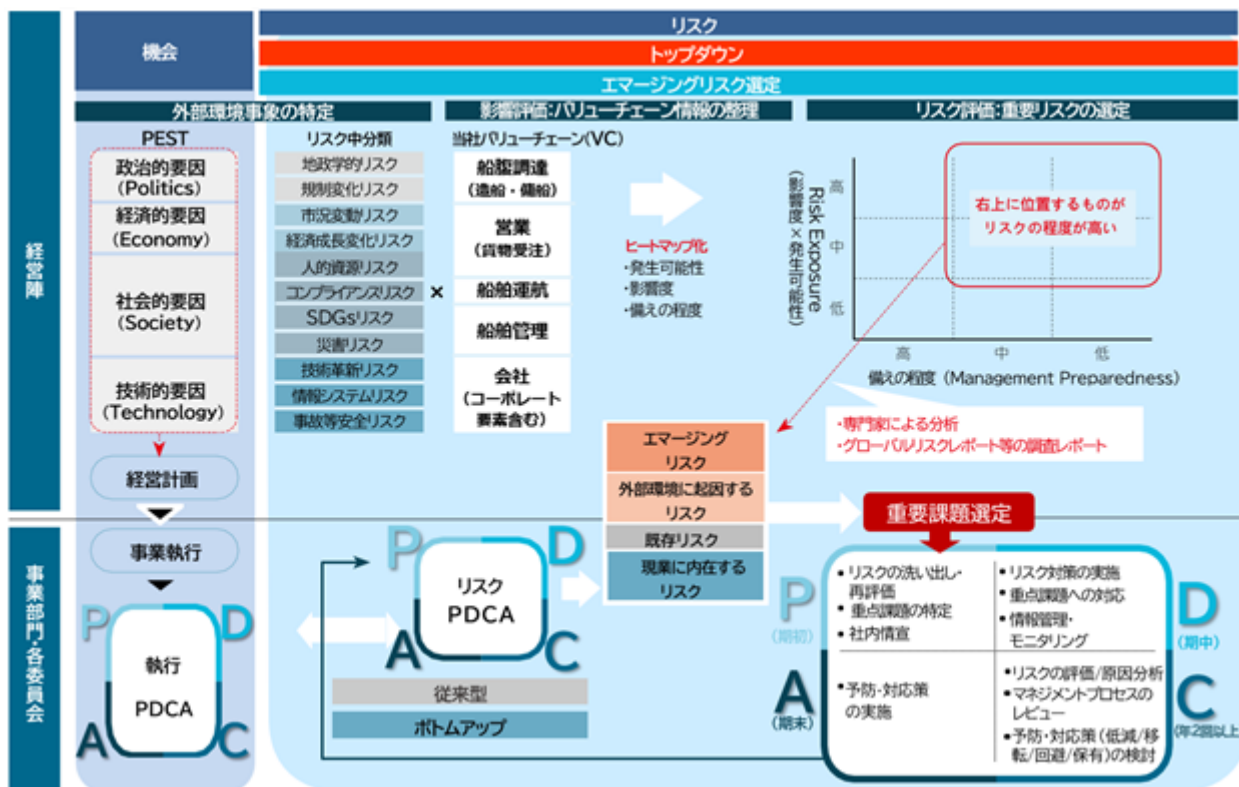 機会
リスク
トップダウン
エマージングリスク選定
外部環境事象の特定
影響評価:バリューチェーン情報の整理
リスク評価:重要リスクの選定
経営陣
PEST
政治的要因
(Politics)
経済的要因
(Economy)
社会的要因
(Society)
技術的要因
(Technology)
経営計画
リスク中分類
地政学的リスク
規制変化リスク
市況変動リスク
経済成長変化リスク
人的資源リスク
コンプライアンスリスク
SDGsリスク
災害リスク
技術革新リスク
情報システムリスク
事故等安全リスク
×
当社バリューチェーン(VC)
船腹調達
(造船・傭船)
営業
(貨物受注)
船舶運航
船舶管理
会社
(コーポレート
要素含む)
ヒートマップ化
・発生可能性
・影響度
・備えの程度
Risk Exposure
(影響度×発生可能性)
高
中
低
右上に位置するものが
リスクの程度が高い
高
中
低
備えの程度 (Management Preparedness)
・専門家による分析
・グローバルリスクレポート等の調査レポート
エマージング
リスク
外部環境に起因する
リスク
既存リスク
現業に内在する
リスク
重要課題選定
事業部門・各委員会
事業執行
P
D
執行
PDCA
A
C
P
D
リスク
PDCA
A
C
従来型
ボトムアップ
P
(期初)
•リスクの洗い出し・
再評価
•重点課題の特定
•社内情宣
•リスク対策の実施
•重点課題への対応
•情報管理・
モニタリング
D
(期中)
A
(期末)
•予防・対応策
の実施
•リスクの評価/原因分析
•マネジメントプロセスの
レビュー
•予防・対応策(低減/移
転/回避/保有)の検討
C
(年2回以上)